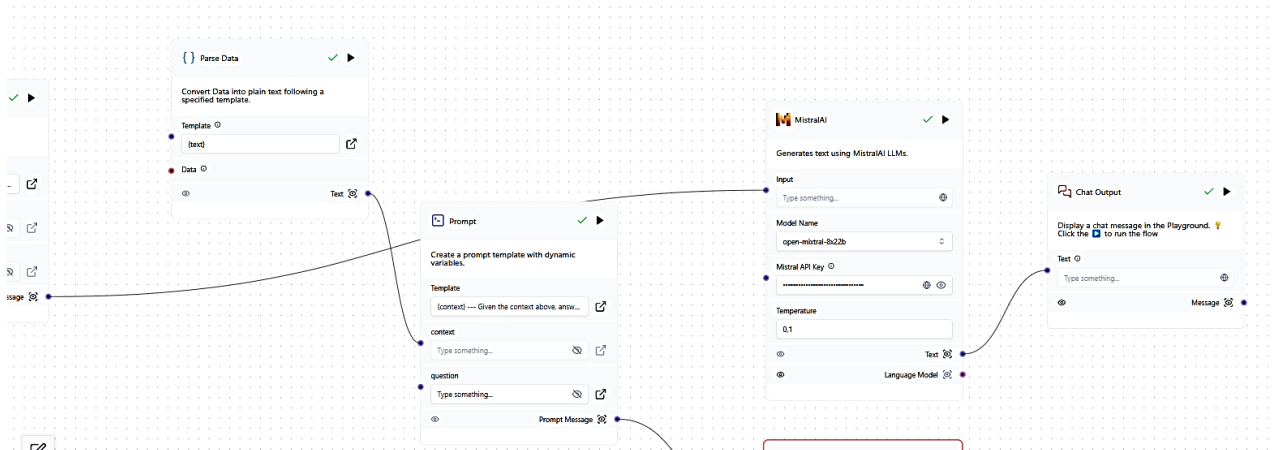 ssage
Parse Data
Convert Data into plain text following a
specified template.
Template
{text}
Data
Text
Prompt
Create a prompt template with dynamic
variables.
Template
{context} --- Given the context above, answ...
context
Type something...
question
Type something...
Prompt Message
MistralAI
Generates text using MistralAI LLMs.
Input
Type something...
Model Name
open-mixtral-8x22b
Mistral API Key
Temperature
0,1
Text
Language Model
Chat Output
Display a chat message in the Playground.
Click the to run the flow
Text
Type something...
Message